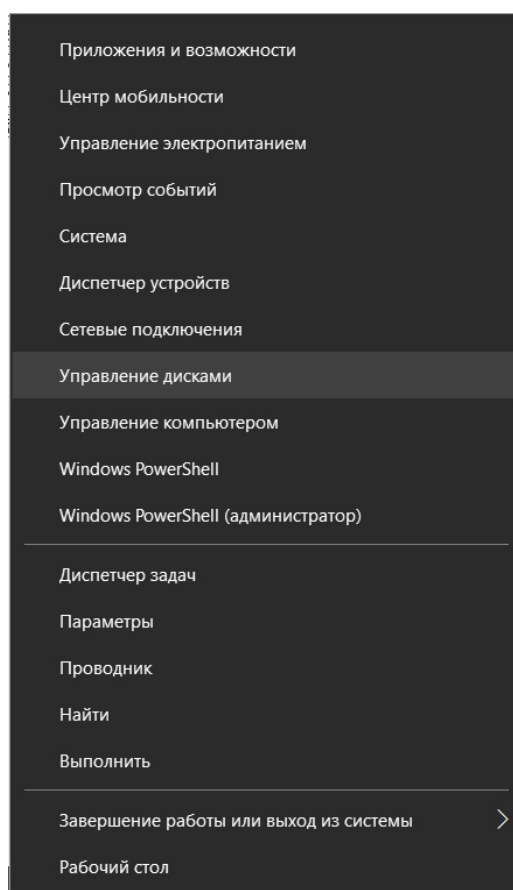 Приложения и возможности
Центр мобильности
Управление электропитанием
Просмотр событий
Система
Диспетчер устройств
Сетевые подключения
Управление дисками
Управление компьютером
Windows PowerShell
Windows PowerShell (администратор)
Диспетчер задач
Параметры
Проводник
Найти
Выполнить
Завершение работы или выход из системы
Рабочий стол